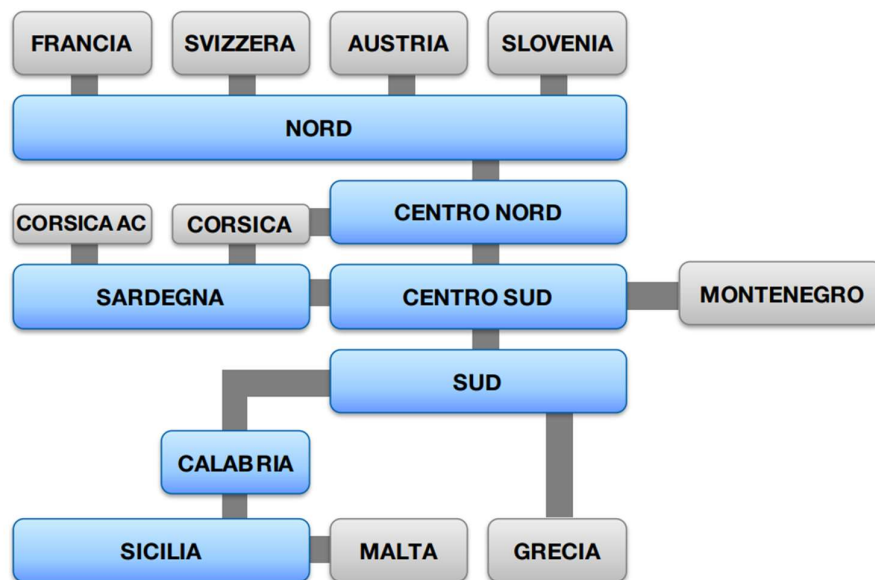 FRANCIA
SVIZZERA
AUSTRIA
SLOVENIA
NORD
CENTRO NORD
CORSICA AC
CORSICA
SARDEGNA
CENTRO SUD
MONTENEGRO
SUD
CALABRIA
SICILIA
MALTA
GRECIA